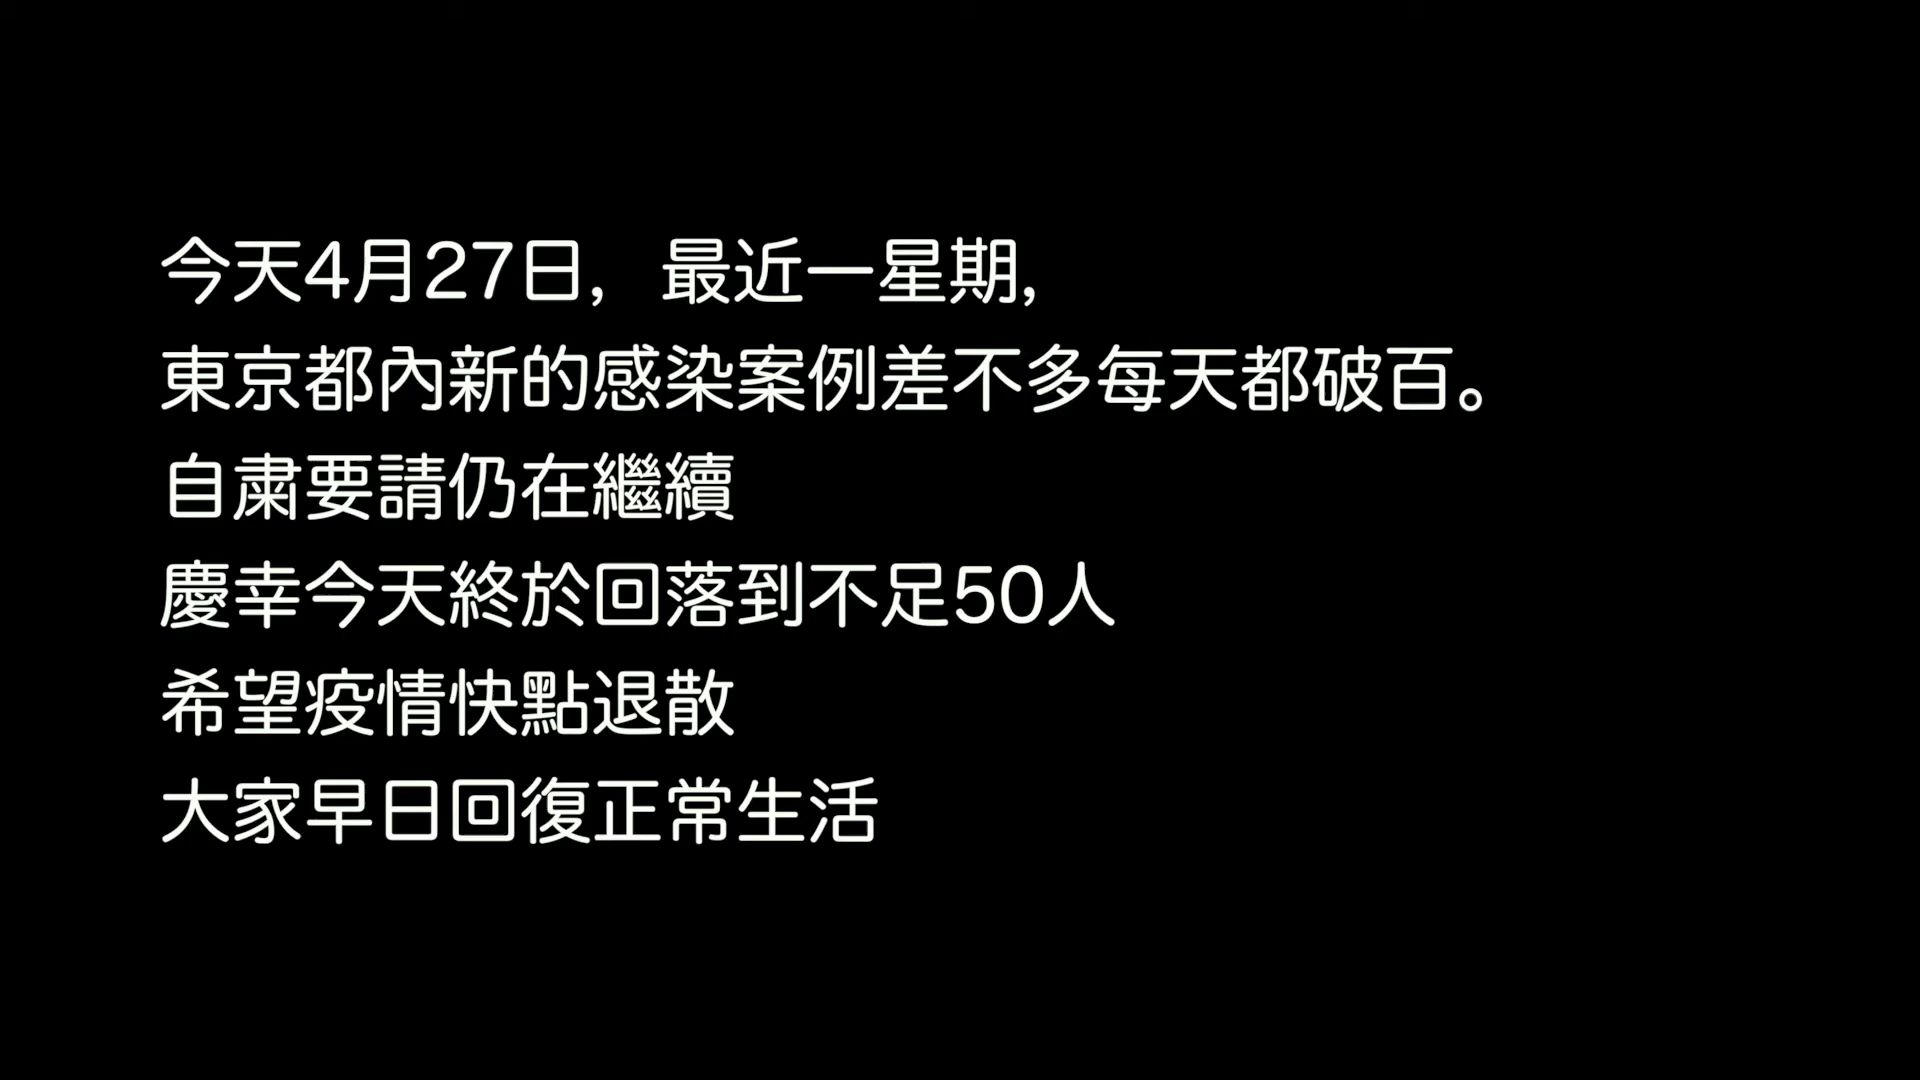 今天4月27日，最近一星期，
東京都內新的感染案例差不多每天都破百。
自粛要請仍在繼續
慶幸今天終於回落到不足50人
希望疫情快點退散
大家早日回復正常生活